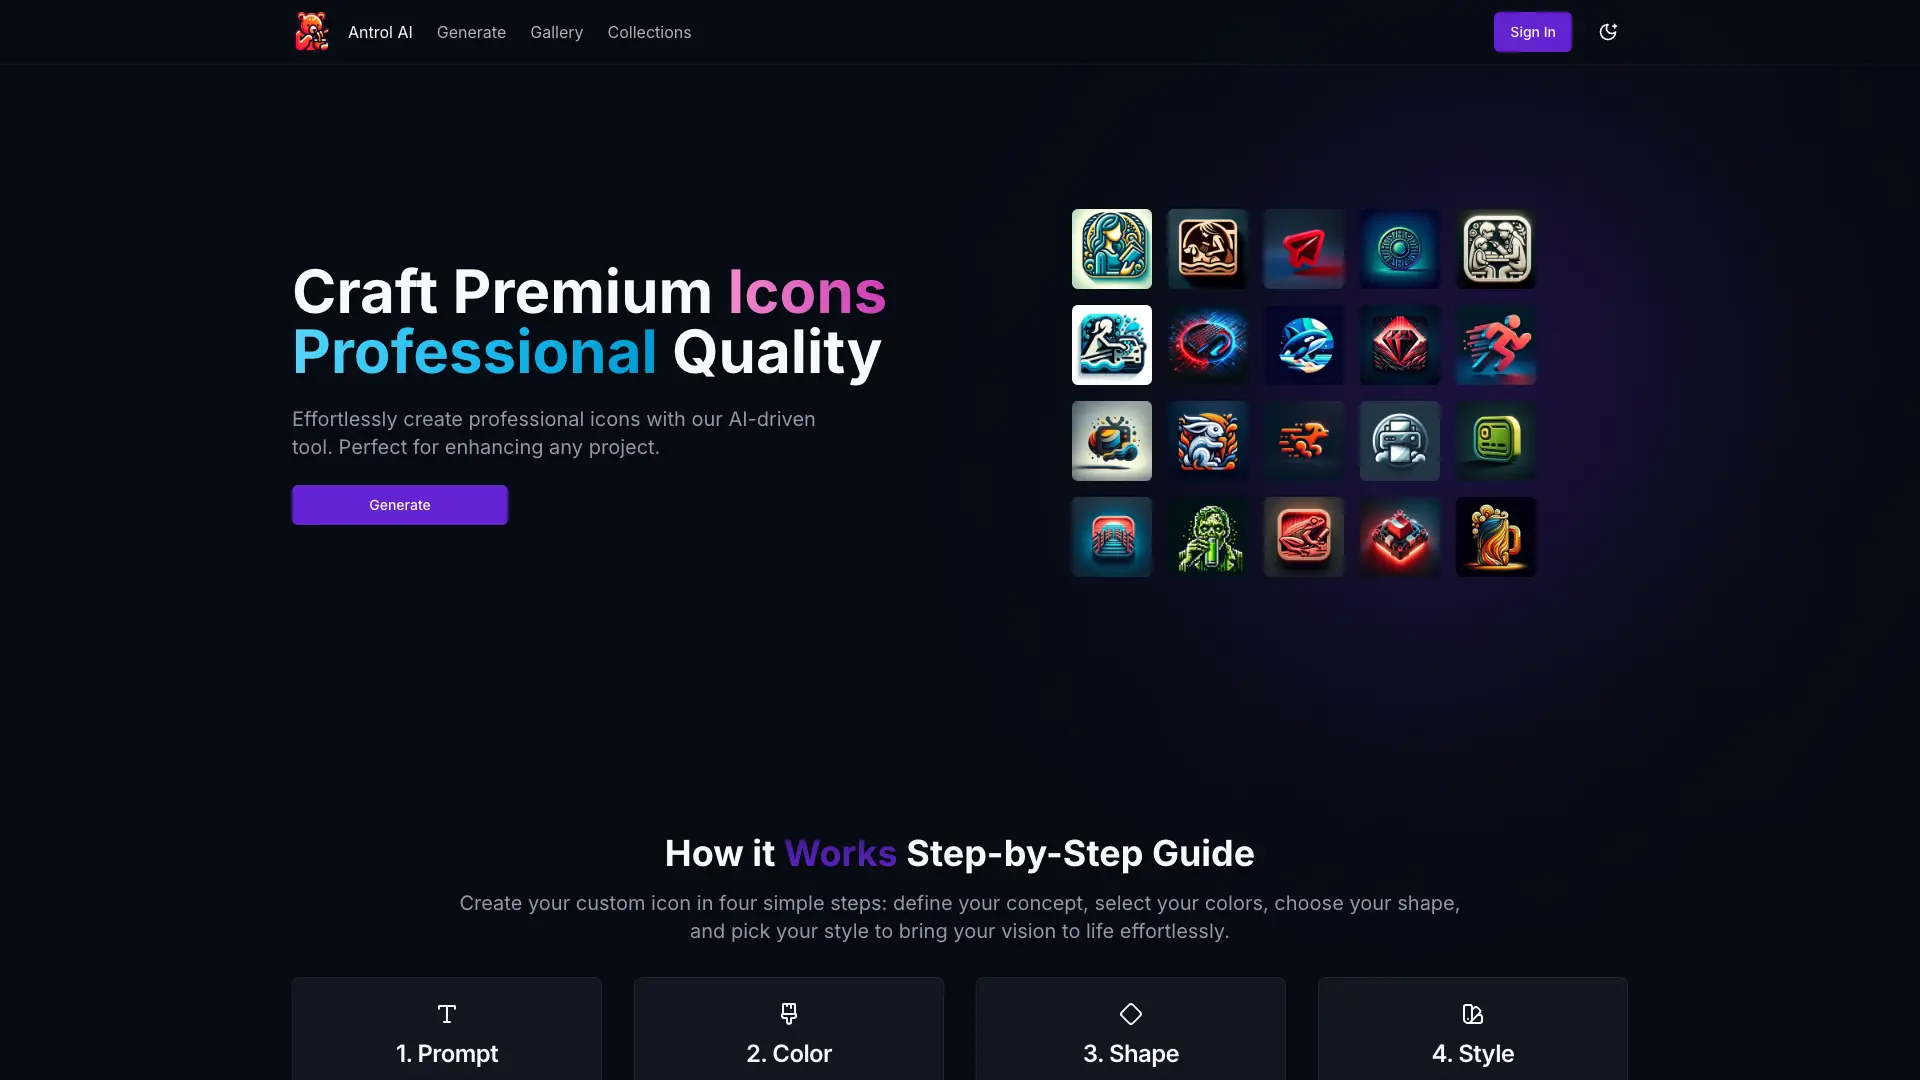 Antrol AI
Generate
Gallery
Collections
Sign In
Craft Premium Icons
Professional Quality
Effortlessly create professional icons with our AI-driven
tool. Perfect for enhancing any project.
Generate
How it Works Step-by-Step Guide
Create your custom icon in four simple steps: define your concept, select your colors, choose your shape,
and pick your style to bring your vision to life effortlessly.
1. Prompt
2. Color
3. Shape
4. Style